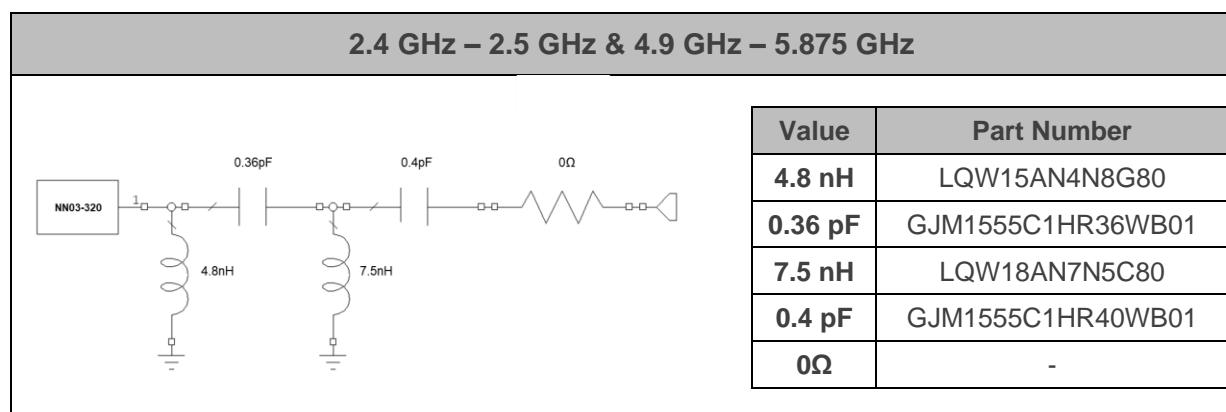 2.4 GHz – 2.5 GHz & 4.9 GHz – 5.875 GHz
0.36pF
0.4pF
0Ω
NN03-320
1
4.8nH
7.5nH
Value Part Number
4.8 nH LQW15AN4N8G80
0.36 pF GJM1555C1HR36WB01
7.5 nH LQW18AN7N5C80
0.4 pF GJM1555C1HR40WB01
0Ω -